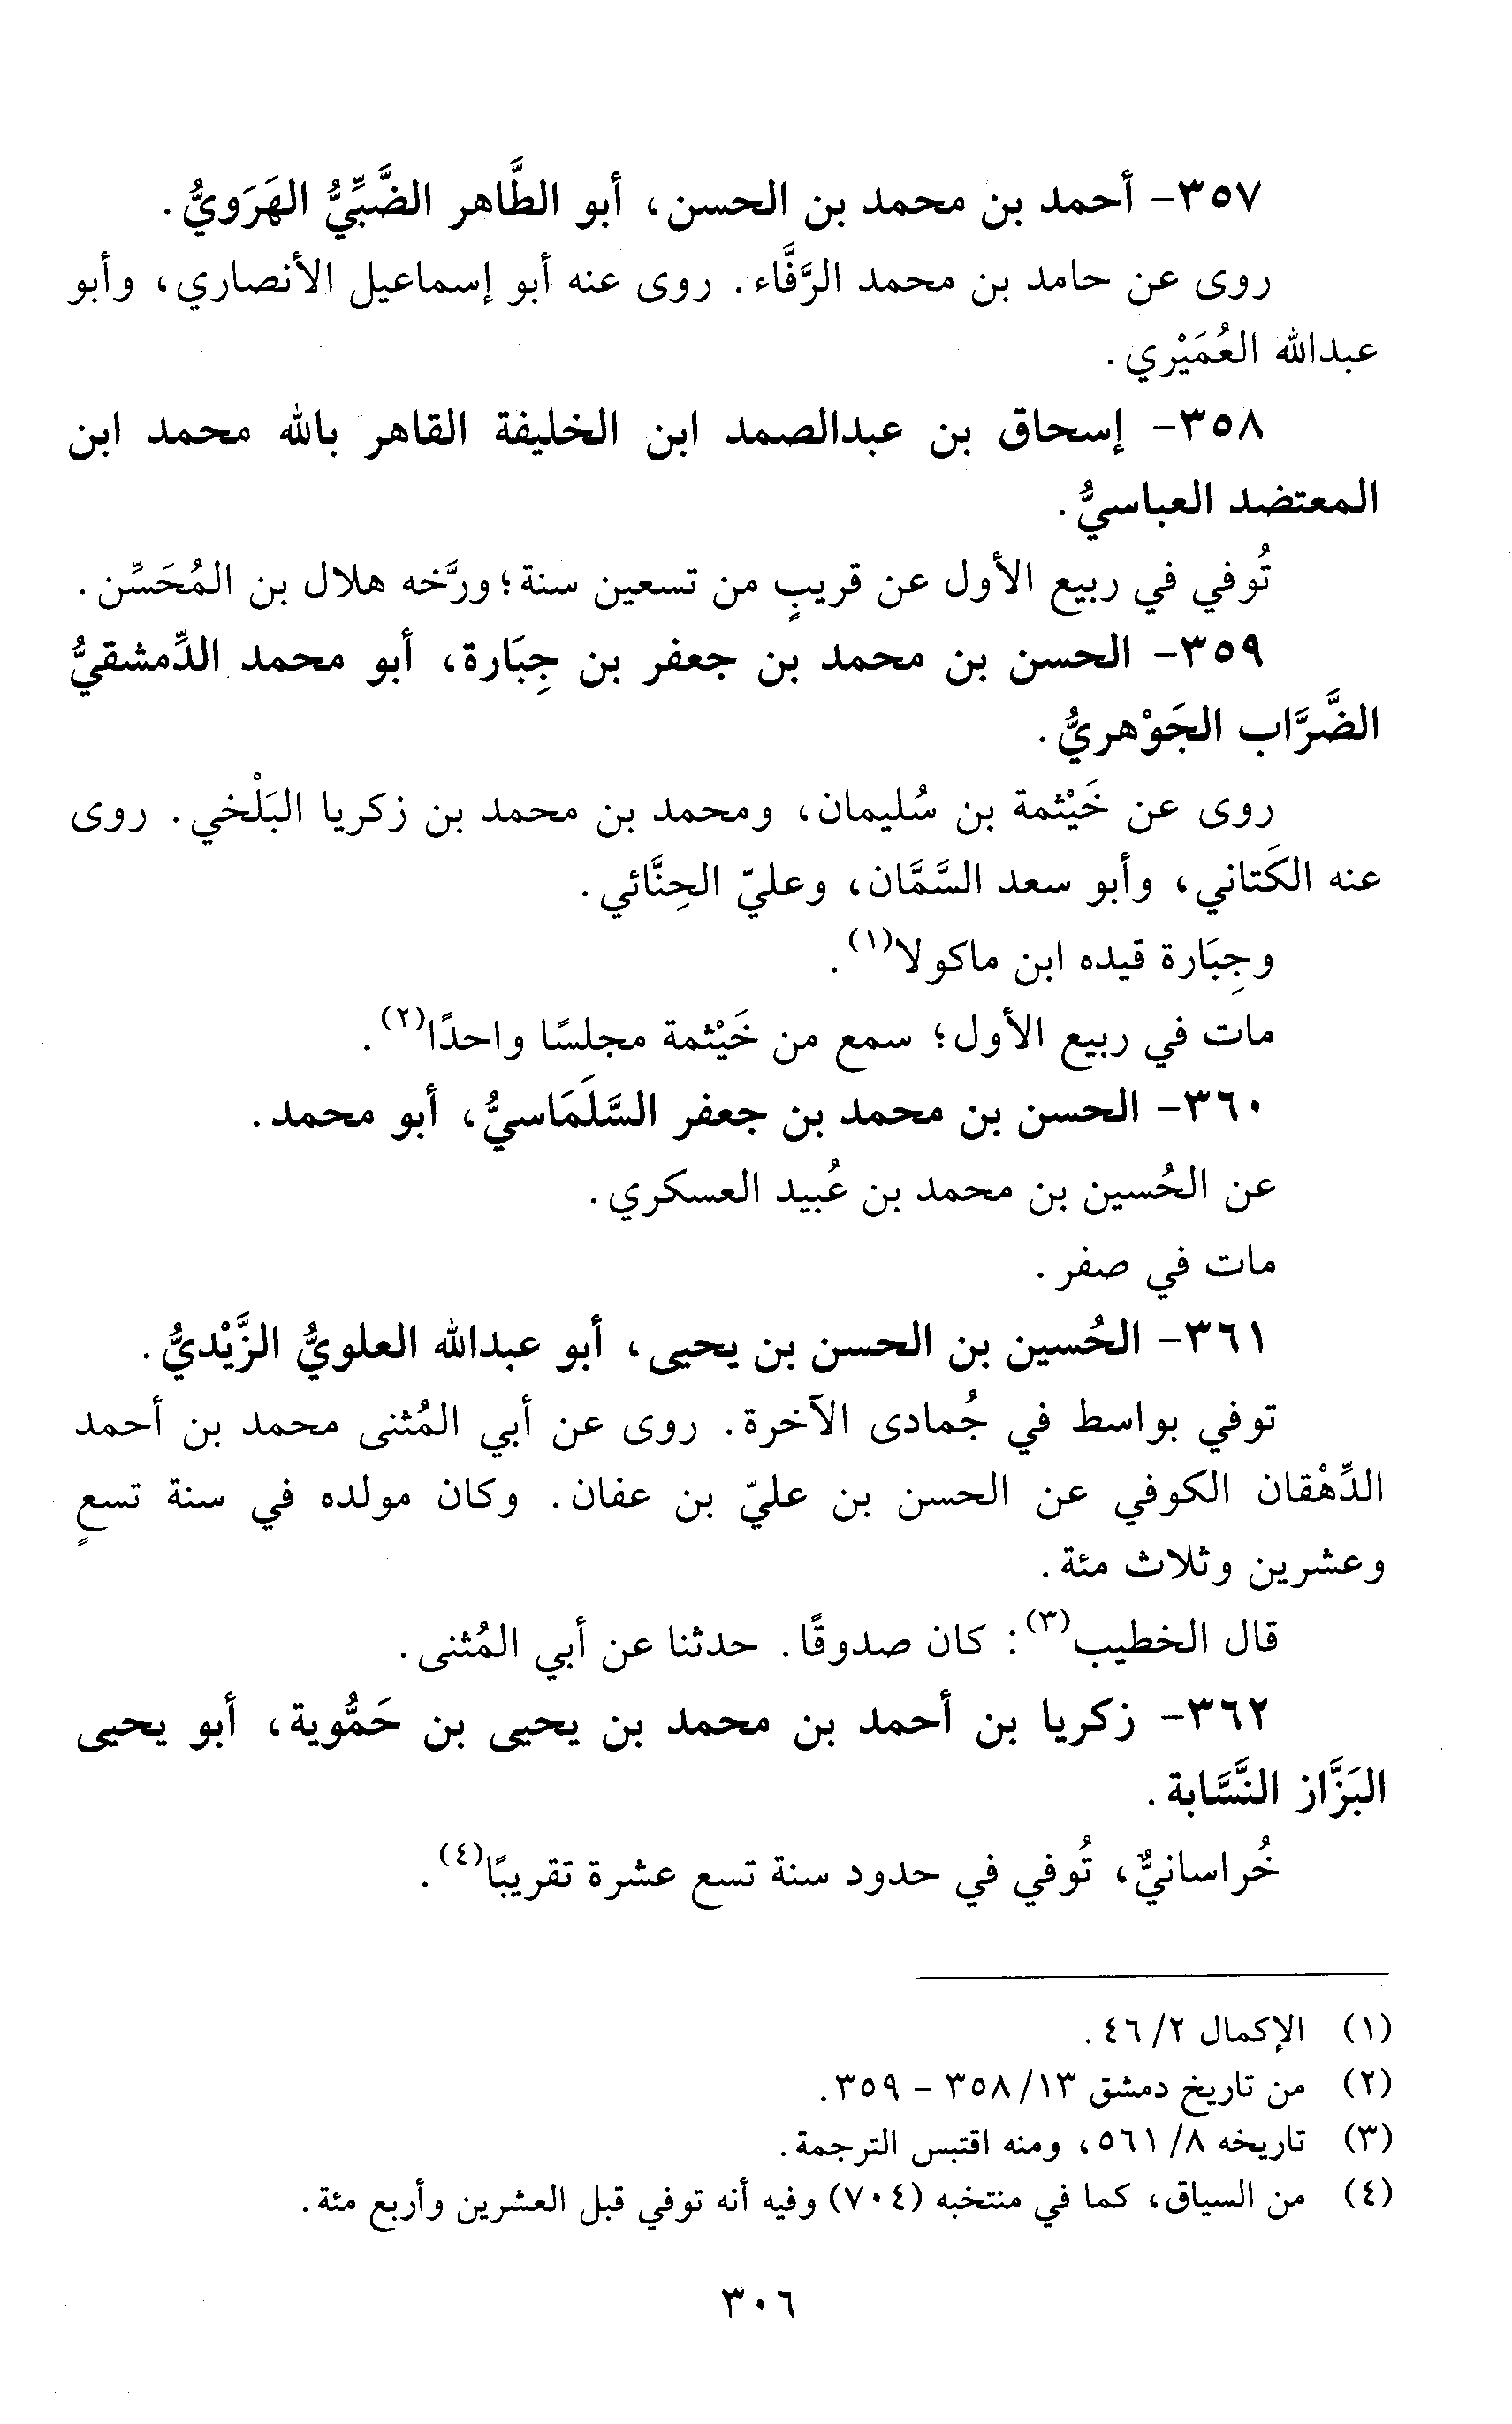 ٣٥٧- أحمد بن محمد بن الحسن، أبو الطَّاهر الضَّبِّيُّ الهَرَويُّ.
روى عن حامد بن محمد الرَّفَّاء. روى عنه أبو إسماعيل الأنصاري، وأبو
عبدالله العُمَيْري.
٣٥٨- إسحاق بن عبدالصمد ابن الخليفة القاهر بالله محمد ابن
المعتضد العباسيُّ.
تُوفي في ربيع الأول عن قريبٍ من تسعين سنة؛ ورَّخه هلال بن المُحَسِّن.
٣٥٩- الحسن بن محمد بن جعفر بن جِبَارة، أبو محمد الدِّمشقيُّ
الضَّرَّاب الجَوْهريُّ.
روى عن خَيْثمة بن سُليمان، ومحمد بن محمد بن زكريا البَلْخي. روى
عنه الكَتاني، وأبو سعد السَّمَّان، وعليّ الحِنَّائي.
وجِبَارة قيده ابن ماكولا(١).
مات في ربيع الأول؛ سمع من خَيْثمة مجلسًا واحدًا(٢).
٣٦٠- الحسن بن محمد بن جعفر السَّلَمَاسيُّ، أبو محمد.
عن الحُسين بن محمد بن عُبيد العسكري.
مات في صفر.
٣٦١- الحُسين بن الحسن بن يحيى، أبو عبدالله العلويُّ الزَّيْديُّ.
توفي بواسط في جُمادى الآخرة. روى عن أبي المُثنى محمد بن أحمد
الدِّهْقان الكوفي عن الحسن بن عليّ بن عفان. وكان مولده في سنة تسعٍ
وعشرين وثلاث مئة.
قال الخطيب(٣): كان صدوقًا. حدثنا عن أبي المُثنى.
٣٦٢- زكريا بن أحمد بن محمد بن يحيى بن حَمُّوية، أبو يحيى
البَزَّاز النَّسَّابة.
خُراسانيٌّ، تُوفي في حدود سنة تسع عشرة تقريبًا(٤).
(١) الإكمال ٢/ ٤٦.
(٢) من تاريخ دمشق ١٣/ ٣٥٨ - ٣٥٩.
(٣) تاريخه ٨/ ٥٦١، ومنه اقتبس الترجمة.
(٤) من السياق، كما في منتخبه (٧٠٤) وفيه أنه توفي قبل العشرين وأربع مئة.
٣٠٦